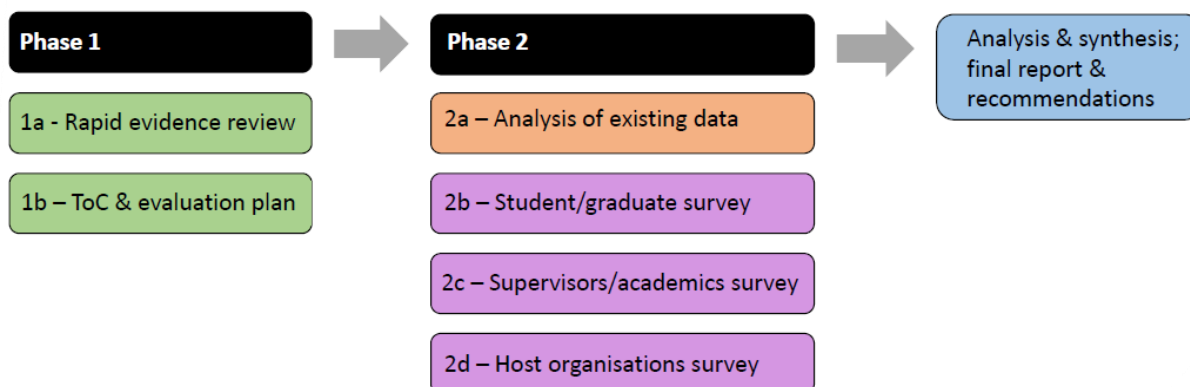 Phase 1
1a - Rapid evidence review
1b – ToC & evaluation plan
Phase 2
2a – Analysis of existing data
2b – Student/graduate survey
2c – Supervisors/academics survey
2d – Host organisations survey
Analysis & synthesis;
final report &
recommendations